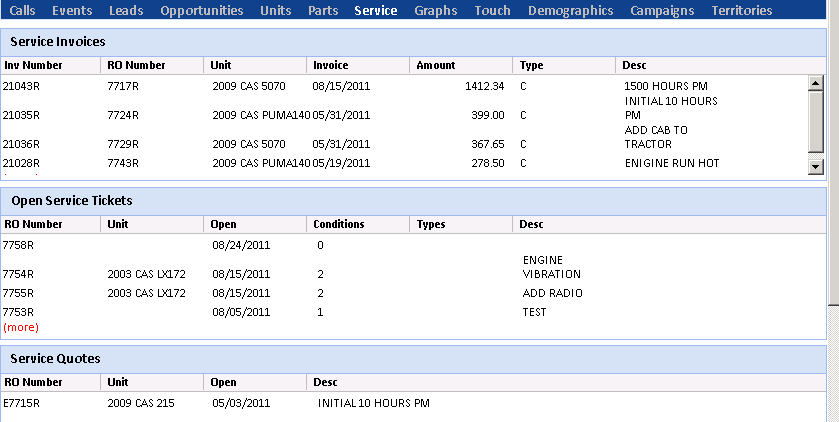 Calls Events Leads Opportunities Units Parts Service Graphs Touch Demographics Campaigns Territories
Service Invoices
Inv Number RO Number Unit Invoice Amount Type Desc
21043R 7717R 2009 CAS 5070 08/15/2011 1412.34 C 1500 HOURS PM
INITIAL 10 HOURS
21035R 7724R 2009 CAS PUMA140 05/31/2011 399.00 C PM
ADD CAB TO
21036R 7729R 2009 CAS 5070 05/31/2011 367.65 C TRACTOR
21028R 7743R 2009 CAS PUMA140 05/19/2011 278.50 C ENIGINE RUN HOT
Open Service Tickets
RO Number Unit Open Conditions Types Desc
7758R 08/24/2011 0
ENGINE
7754R 2003 CAS LX172 08/15/2011 2 VIBRATION
7755R 2003 CAS LX172 08/15/2011 2 ADD RADIO
7753R 08/05/2011 1 TEST
(more)
Service Quotes
RO Number Unit Open Desc
E7715R 2009 CAS 215 05/03/2011 INITIAL 10 HOURS PM